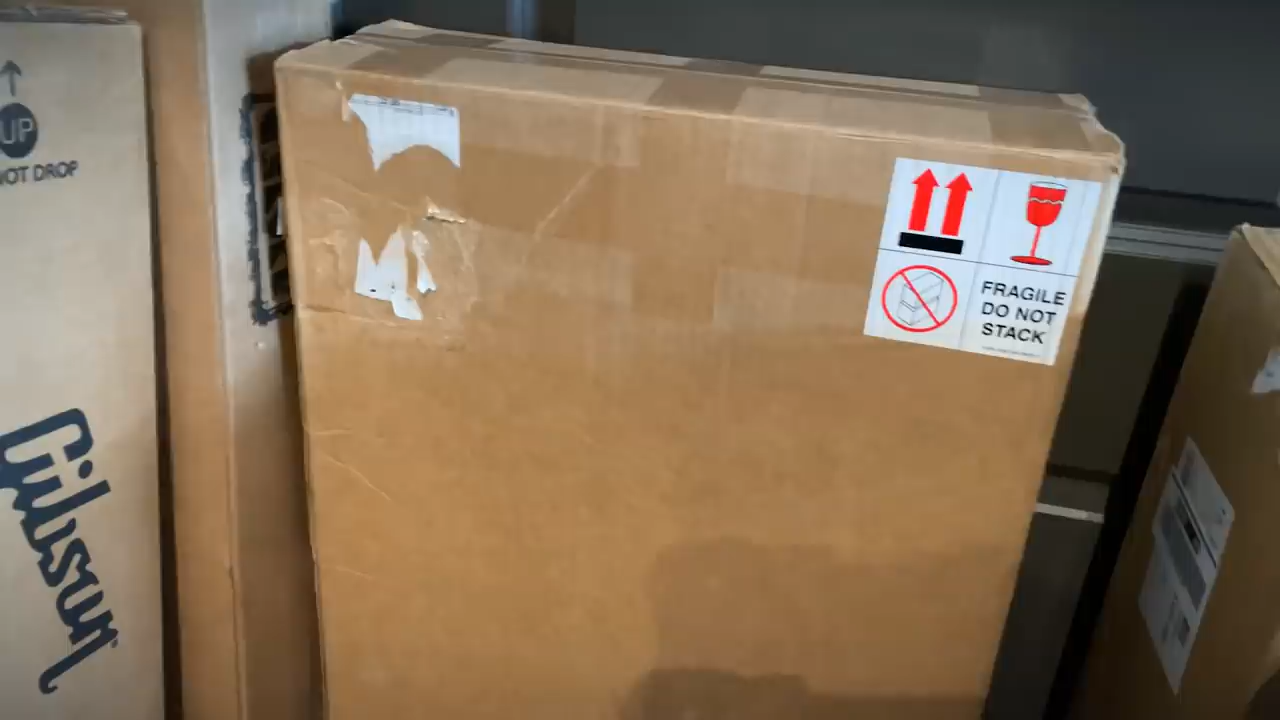 UP
NOT DROP
Gibson
FRAGILE
DO NOT
STACK